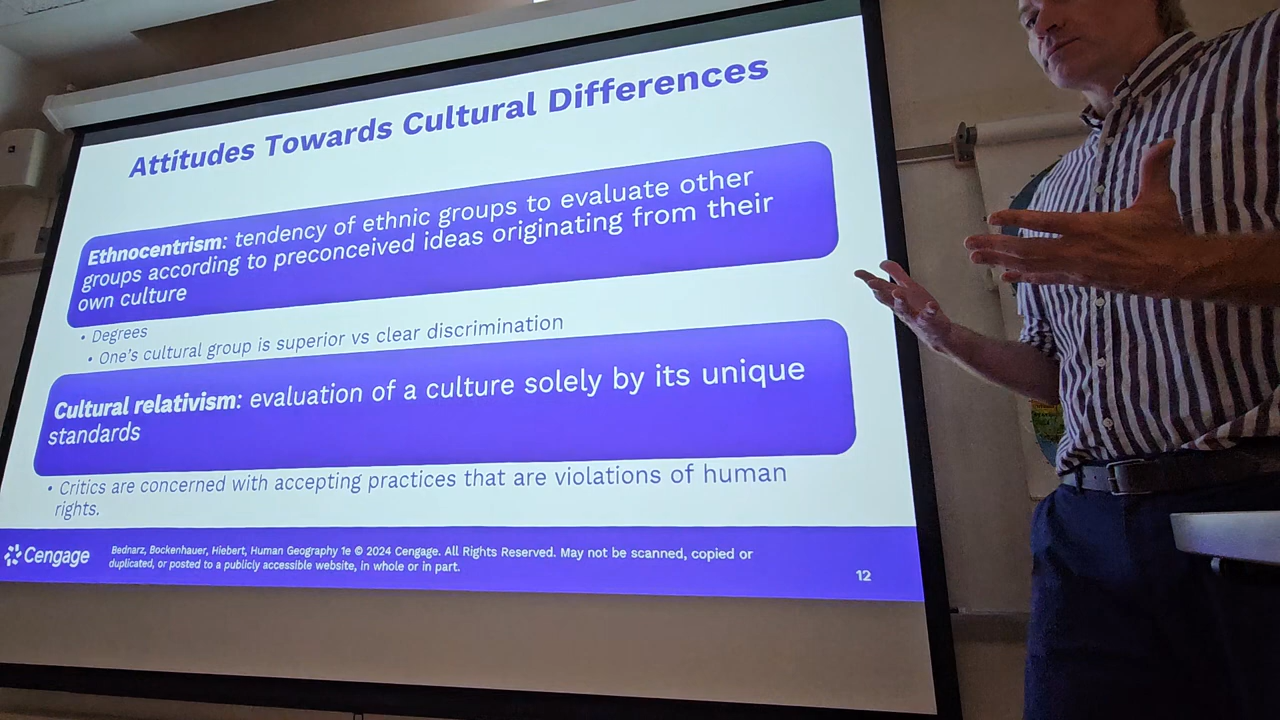 Attitudes Towards Cultural Differences
Ethnocentrism: tendency of ethnic groups to evaluate other
groups according to preconceived ideas originating from their
own culture
• Degrees
• One's cultural group is superior vs clear discrimination
Cultural relativism: evaluation of a culture solely by its unique
standards
• Critics are concerned with accepting practices that are violations of human
rights.
Cengage
Bednarz, Bockenhauer, Hiebert, Human Geography 1e © 2024 Cengage. All Rights Reserved. May not be scanned, copied or
duplicated, or posted to a publicly accessible website, in whole or in part.
12